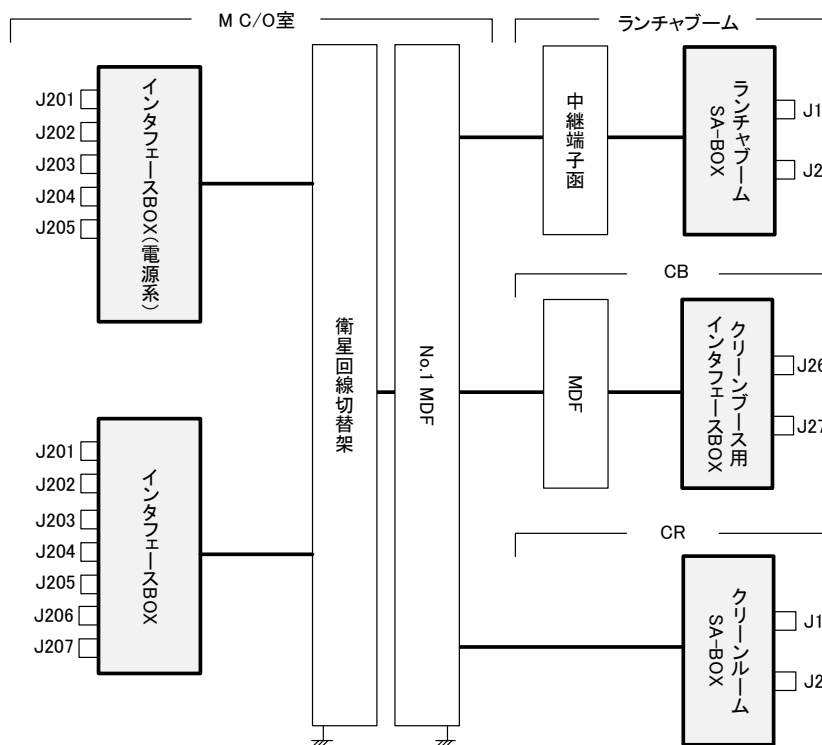 M C/O室
ランチャブーム
J201
J202
J203
J204
J205
インタフェースBOX(電源系)
中継端子函
ランチャブーム
SA-BOX
J1
J2
CB
衛星回線切替架
No.1 MDF
MDF
クリーンブース用
インタフェースBOX
J26
J27
J201
J202
J203
J204
J205
J206
J207
インタフェースBOX
CR
クリーンルーム
SA-BOX
J1
J2